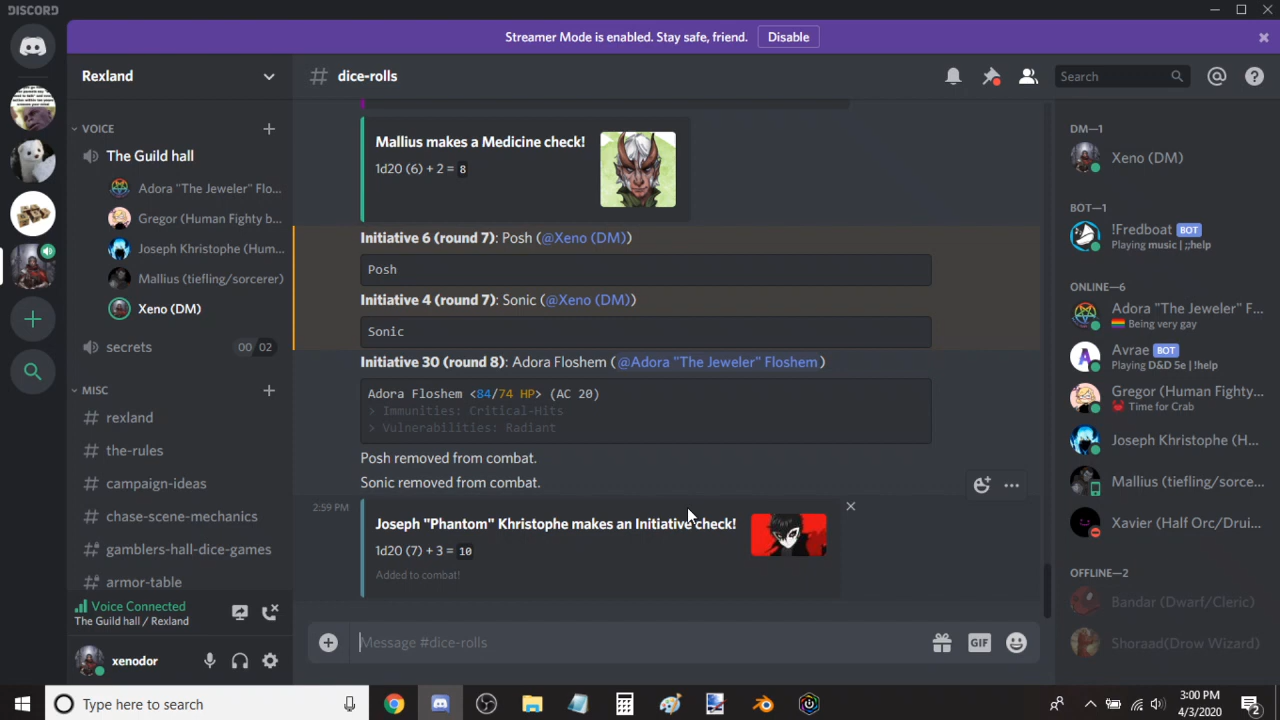 DISCORD
Streamer Mode is enabled. Stay safe, friend.
Disable
Rexland
# dice-rolls
Search
VOICE
The Guild hall
Adora "The Jeweler" Flo...
Gregor (Human Fighty b...
Joseph Khristophe (Hum...
Mallius (tiefling/sorcerer)
Xeno (DM)
secrets
00 / 02
MISC
# rexland
# the-rules
# campaign-ideas
# chase-scene-mechanics
# gamblers-hall-dice-games
# armor-table
Voice Connected
The Guild hall / Rexland
xenodor
Mallius makes a Medicine check!
1d20 (6) + 2 = 8
Initiative 6 (round 7): Posh (@Xeno (DM))
Posh
Initiative 4 (round 7): Sonic (@Xeno (DM))
Sonic
Initiative 30 (round 8): Adora Floshem (@Adora "The Jeweler" Floshem )
Adora Floshem <84/74 HP> (AC 20)
> Immunities: Critical-Hits
> Vulnerabilities: Radiant
Posh removed from combat.
Sonic removed from combat.
2:59 PM
Joseph "Phantom" Khristophe makes an Initiative check!
1d20 (7) + 3 = 10
Added to combat!
Message #dice-rolls
GIF
DM—1
Xeno (DM)
BOT—1
!Fredboat BOT
Playing music | ;;help
ONLINE—6
Adora "The Jeweler" F...
Being very gay
Avrae BOT
Playing D&D 5e | !help
Gregor (Human Fighty...
Time for Crab
Joseph Khristophe (H...
Mallius (tiefling/sorce...
Xavier (Half Orc/Drui...
OFFLINE—2
Bandar (Dwarf/Cleric)
Shoraad(Drow Wizard)
Type here to search
3:00 PM
4/3/2020
2